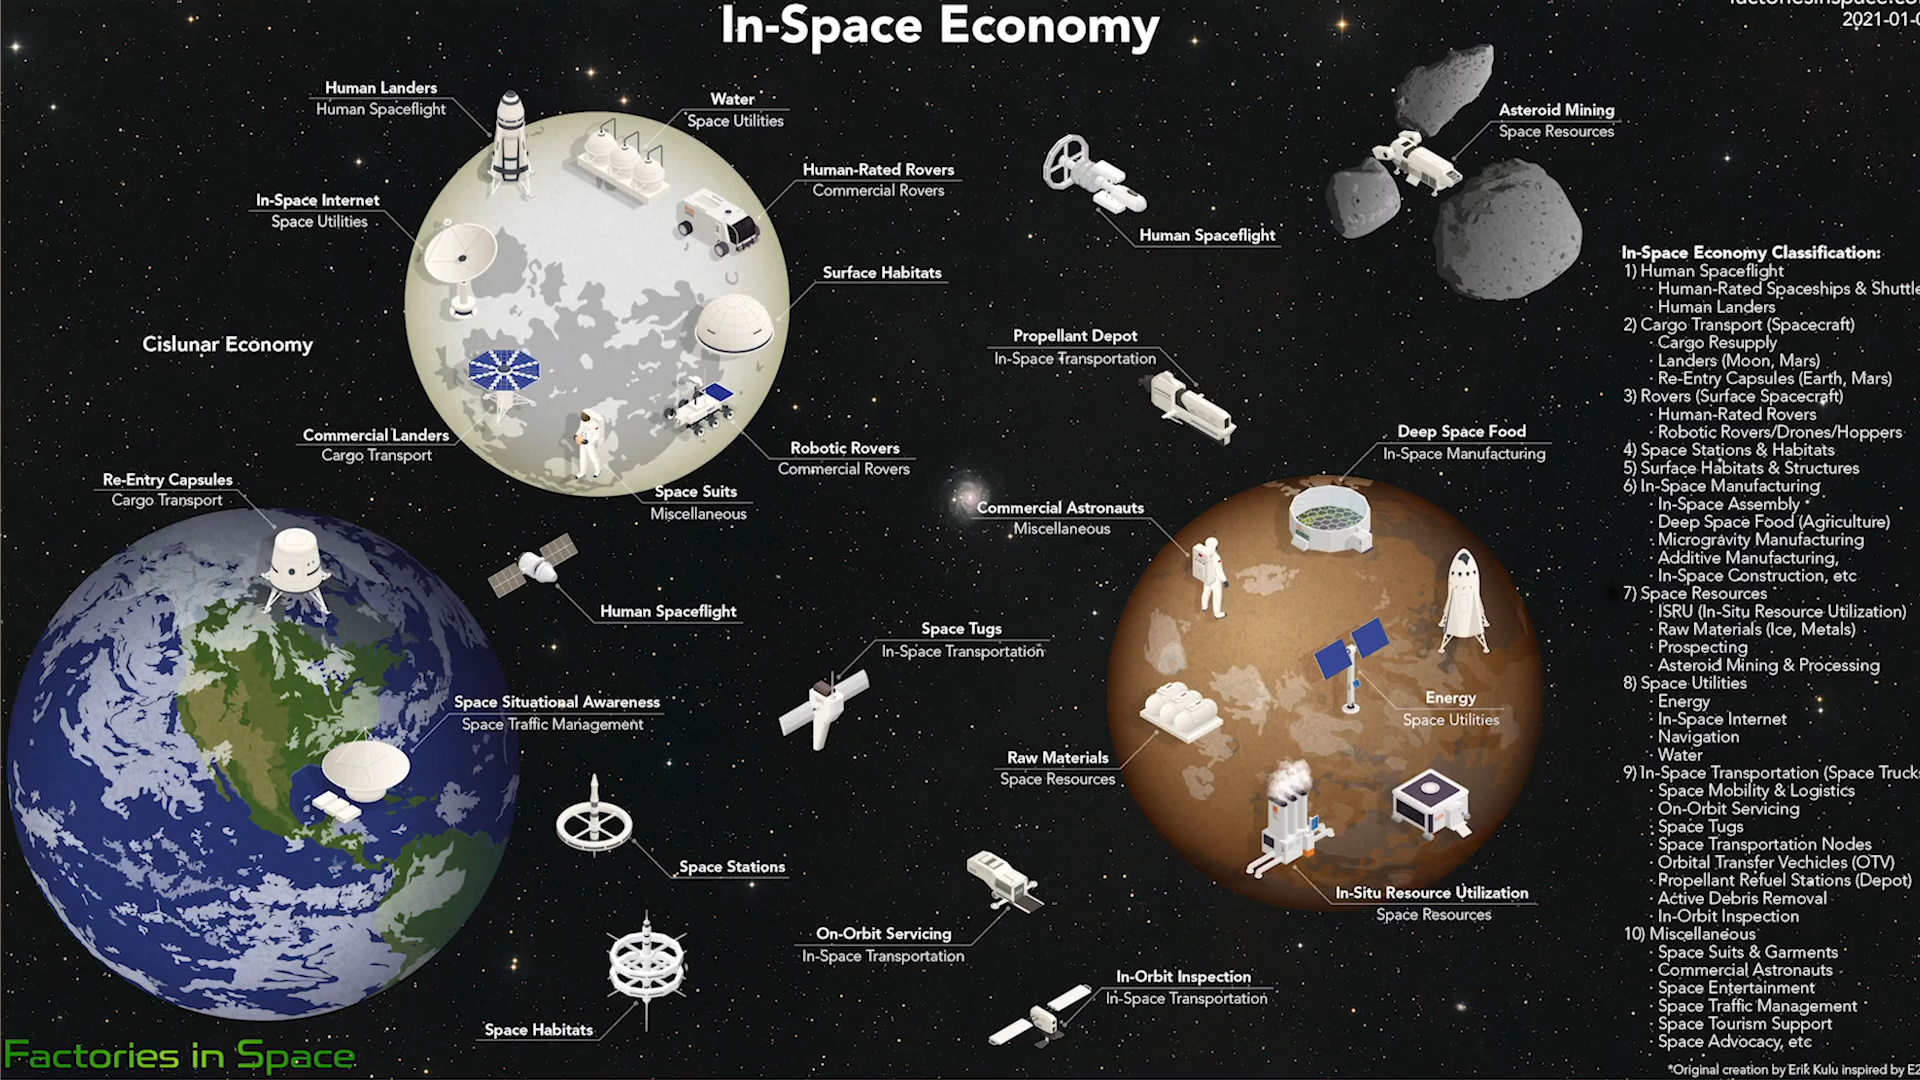 In-Space Economy
2021-01-0
Human Landers
Human Spaceflight
Water
Space Utilities
Asteroid Mining
Space Resources
Human-Rated Rovers
Commercial Rovers
In-Space Internet
Space Utilities
Human Spaceflight
Surface Habitats
Cislunar Economy
Propellant Depot
In-Space Transportation
Commercial Landers
Cargo Transport
Robotic Rovers
Commercial Rovers
Deep Space Food
In-Space Manufacturing
Re-Entry Capsules
Cargo Transport
Space Suits
Miscellaneous
Commercial Astronauts
Miscellaneous
Human Spaceflight
Space Tugs
In-Space Transportation
Space Situational Awareness
Space Traffic Management
Energy
Space Utilities
Raw Materials
Space Resources
Space Stations
In-Situ Resource Utilization
Space Resources
On-Orbit Servicing
In-Space Transportation
In-Orbit Inspection
In-Space Transportation
Space Habitats
Factories in Space
In-Space Economy Classification:
1) Human Spaceflight
· Human-Rated Spaceships & Shuttle
· Human Landers
2) Cargo Transport (Spacecraft)
· Cargo Resupply
· Landers (Moon, Mars)
· Re-Entry Capsules (Earth, Mars)
3) Rovers (Surface Spacecraft)
· Human-Rated Rovers
· Robotic Rovers/Drones/Hoppers
4) Space Stations & Habitats
5) Surface Habitats & Structures
6) In-Space Manufacturing
· In-Space Assembly
· Deep Space Food (Agriculture)
· Microgravity Manufacturing
· Additive Manufacturing,
· In-Space Construction, etc
7) Space Resources
· ISRU (In-Situ Resource Utilization)
· Raw Materials (Ice, Metals)
· Prospecting
· Asteroid Mining & Processing
8) Space Utilities
· Energy
· In-Space Internet
· Navigation
· Water
9) In-Space Transportation (Space Trucks
· Space Mobility & Logistics
· On-Orbit Servicing
· Space Tugs
· Space Transportation Nodes
· Orbital Transfer Vechicles (OTV)
· Propellant Refuel Stations (Depot)
· Active Debris Removal
· In-Orbit Inspection
10) Miscellaneous
· Space Suits & Garments
· Commercial Astronauts
· Space Entertainment
· Space Traffic Management
· Space Tourism Support
· Space Advocacy, etc
*Original creation by Erik Kulu inspired by E2